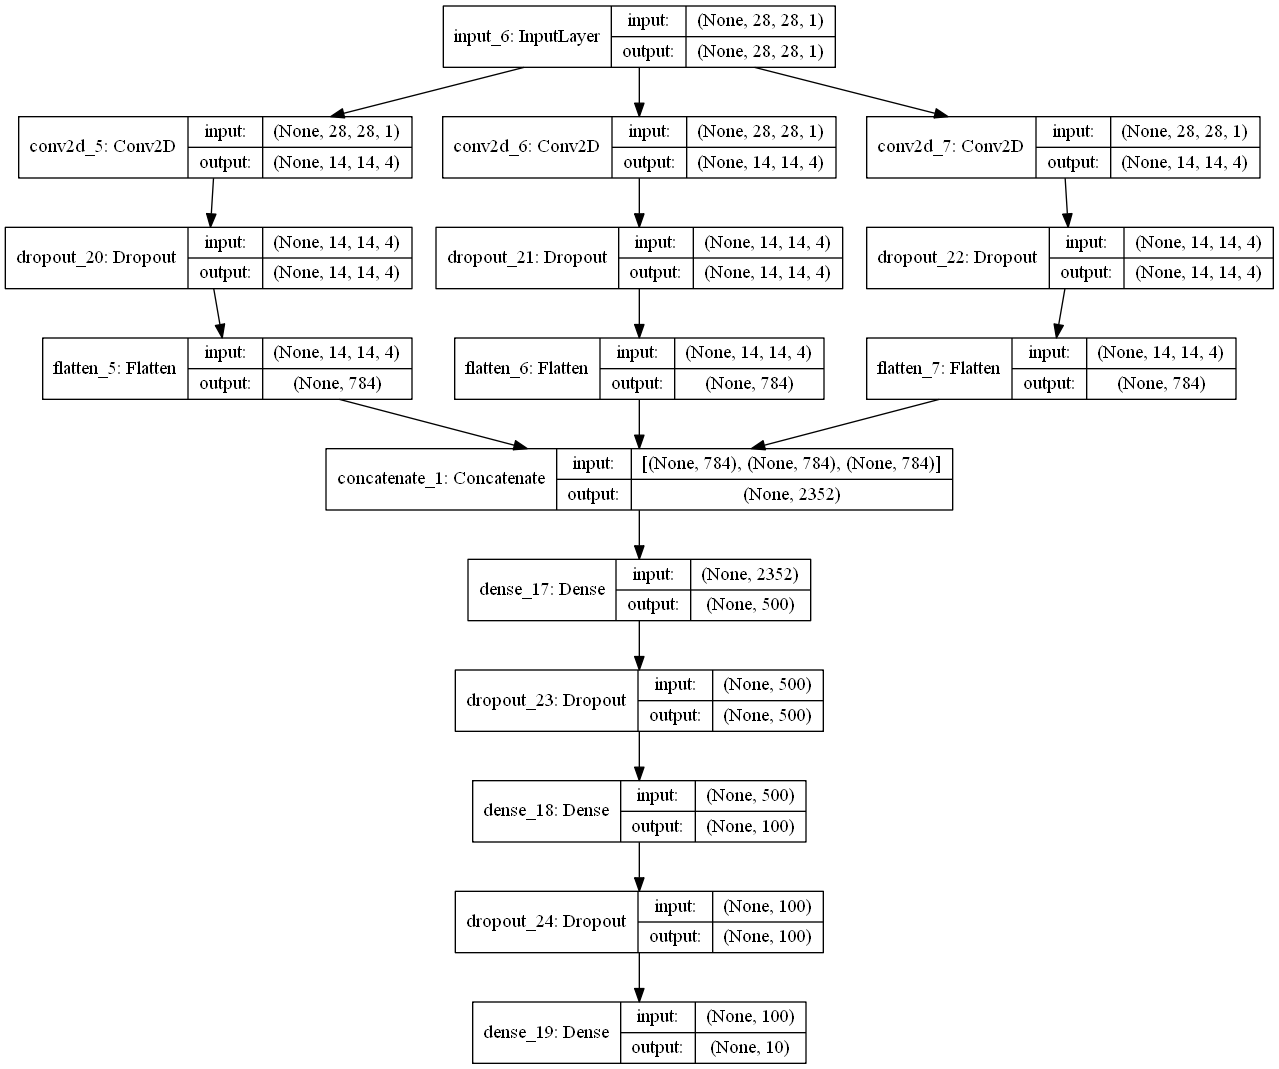 input_6: InputLayer
input: (None, 28, 28, 1)
output: (None, 28, 28, 1)
conv2d_5: Conv2D
input: (None, 28, 28, 1)
output: (None, 14, 14, 4)
conv2d_6: Conv2D
input: (None, 28, 28, 1)
output: (None, 14, 14, 4)
conv2d_7: Conv2D
input: (None, 28, 28, 1)
output: (None, 14, 14, 4)
dropout_20: Dropout
input: (None, 14, 14, 4)
output: (None, 14, 14, 4)
dropout_21: Dropout
input: (None, 14, 14, 4)
output: (None, 14, 14, 4)
dropout_22: Dropout
input: (None, 14, 14, 4)
output: (None, 14, 14, 4)
flatten_5: Flatten
input: (None, 14, 14, 4)
output: (None, 784)
flatten_6: Flatten
input: (None, 14, 14, 4)
output: (None, 784)
flatten_7: Flatten
input: (None, 14, 14, 4)
output: (None, 784)
concatenate_1: Concatenate
input: [(None, 784), (None, 784), (None, 784)]
output: (None, 2352)
dense_17: Dense
input: (None, 2352)
output: (None, 500)
dropout_23: Dropout
input: (None, 500)
output: (None, 500)
dense_18: Dense
input: (None, 500)
output: (None, 100)
dropout_24: Dropout
input: (None, 100)
output: (None, 100)
dense_19: Dense
input: (None, 100)
output: (None, 10)